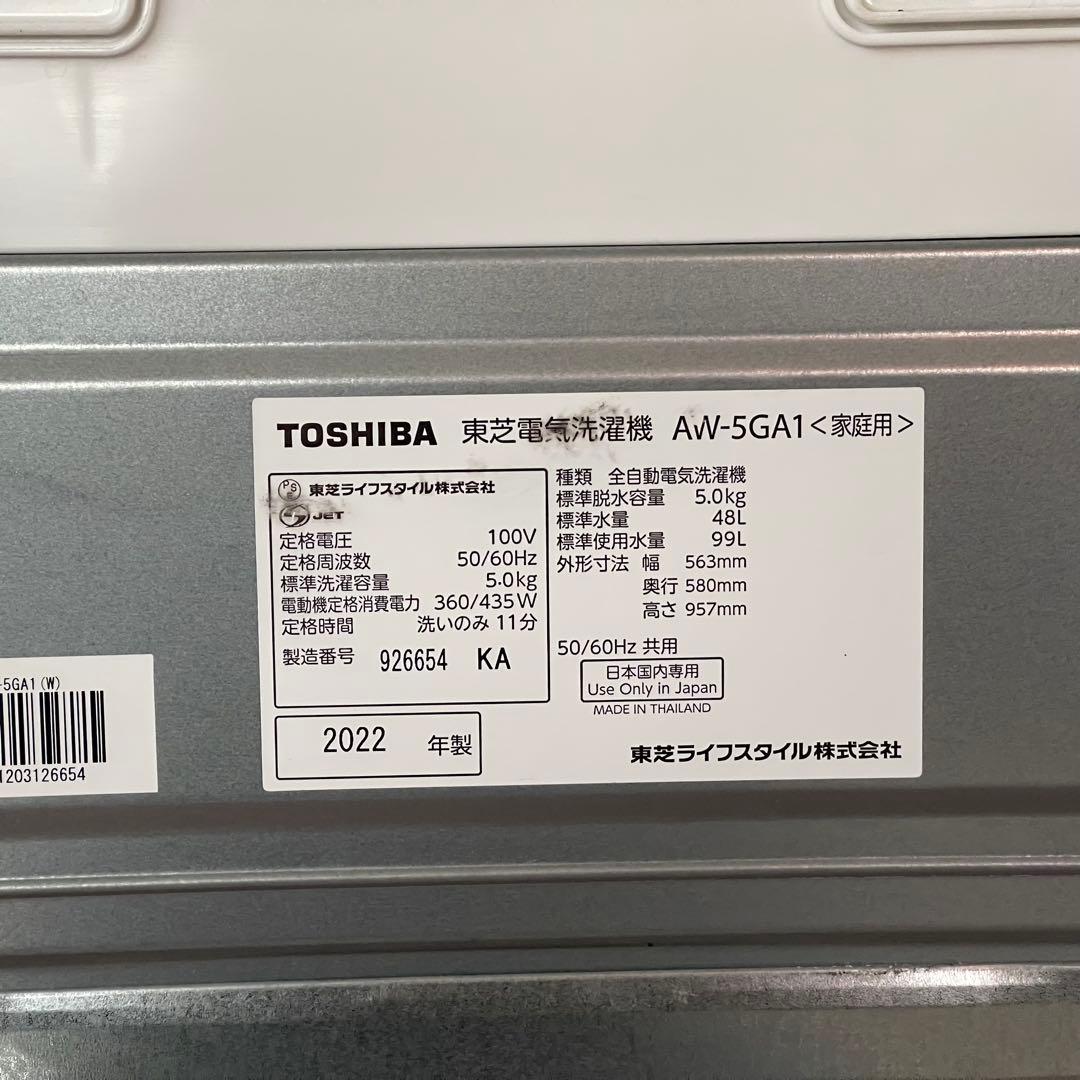 TOSHIBA 東芝電気洗濯機 AW-5GA1<家庭用>
PS E 東芝ライフスタイル株式会社
JET
定格電圧 100V
定格周波数 50/60Hz
標準洗濯容量 5.0kg
電動機定格消費電力 360/435W
定格時間 洗いのみ 11分
製造番号 926654 KA
2022 年製
種類 全自動電気洗濯機
標準脱水容量 5.0kg
標準水量 48L
標準使用水量 99L
外形寸法 幅 563mm
奥行 580mm
高さ 957mm
50/60Hz 共用
日本国内専用
Use Only in Japan
MADE IN THAILAND
東芝ライフスタイル株式会社
-5GA1(W)
1203126654